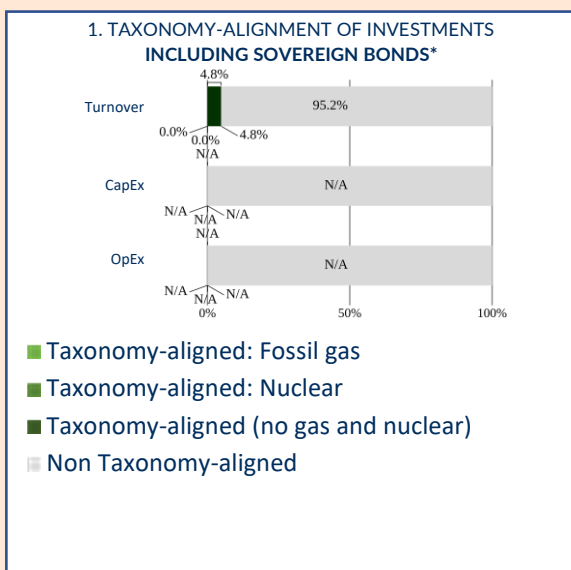 1. TAXONOMY-ALIGNMENT OF INVESTMENTS
INCLUDING SOVEREIGN BONDS*
4.8%
Turnover 95.2%
0.0% 0.0% 4.8%
N/A
CapEx N/A
N/A N/A N/A
N/A
OpEx N/A
N/A N/A N/A
0% 50% 100%
Taxonomy-aligned: Fossil gas
Taxonomy-aligned: Nuclear
Taxonomy-aligned (no gas and nuclear)
Non Taxonomy-aligned